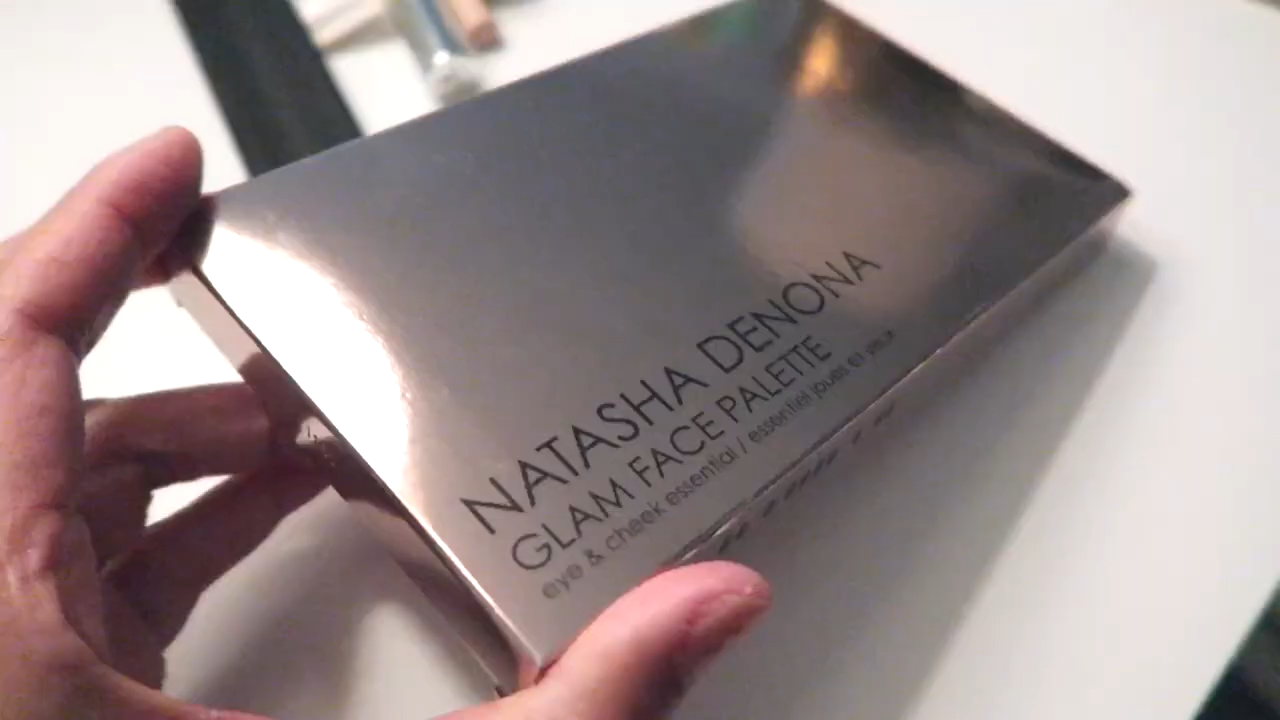 NATASHA DENONA
GLAM FACE PALETTE
eye & cheek essential / essentiel joues et yeux